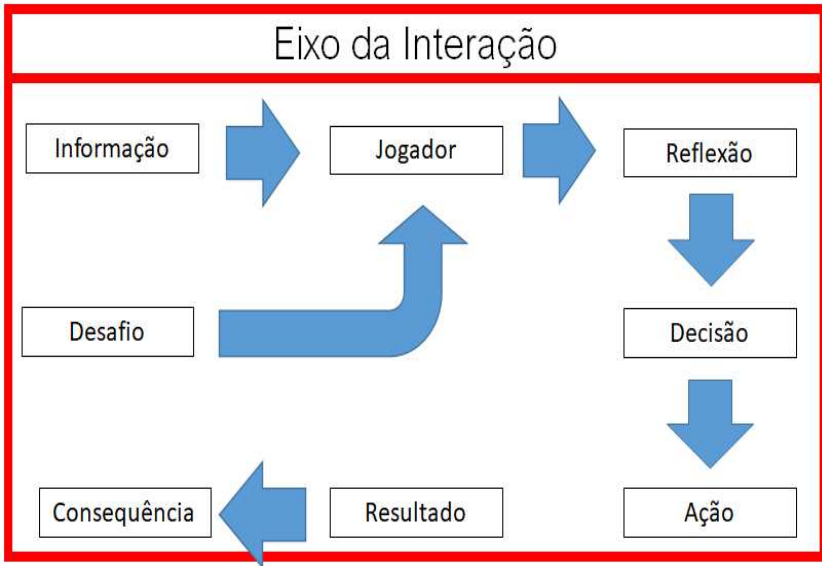 Eixo da Interação
Informação
Jogador
Reflexão
Desafio
Decisão
Consequência
Resultado
Ação